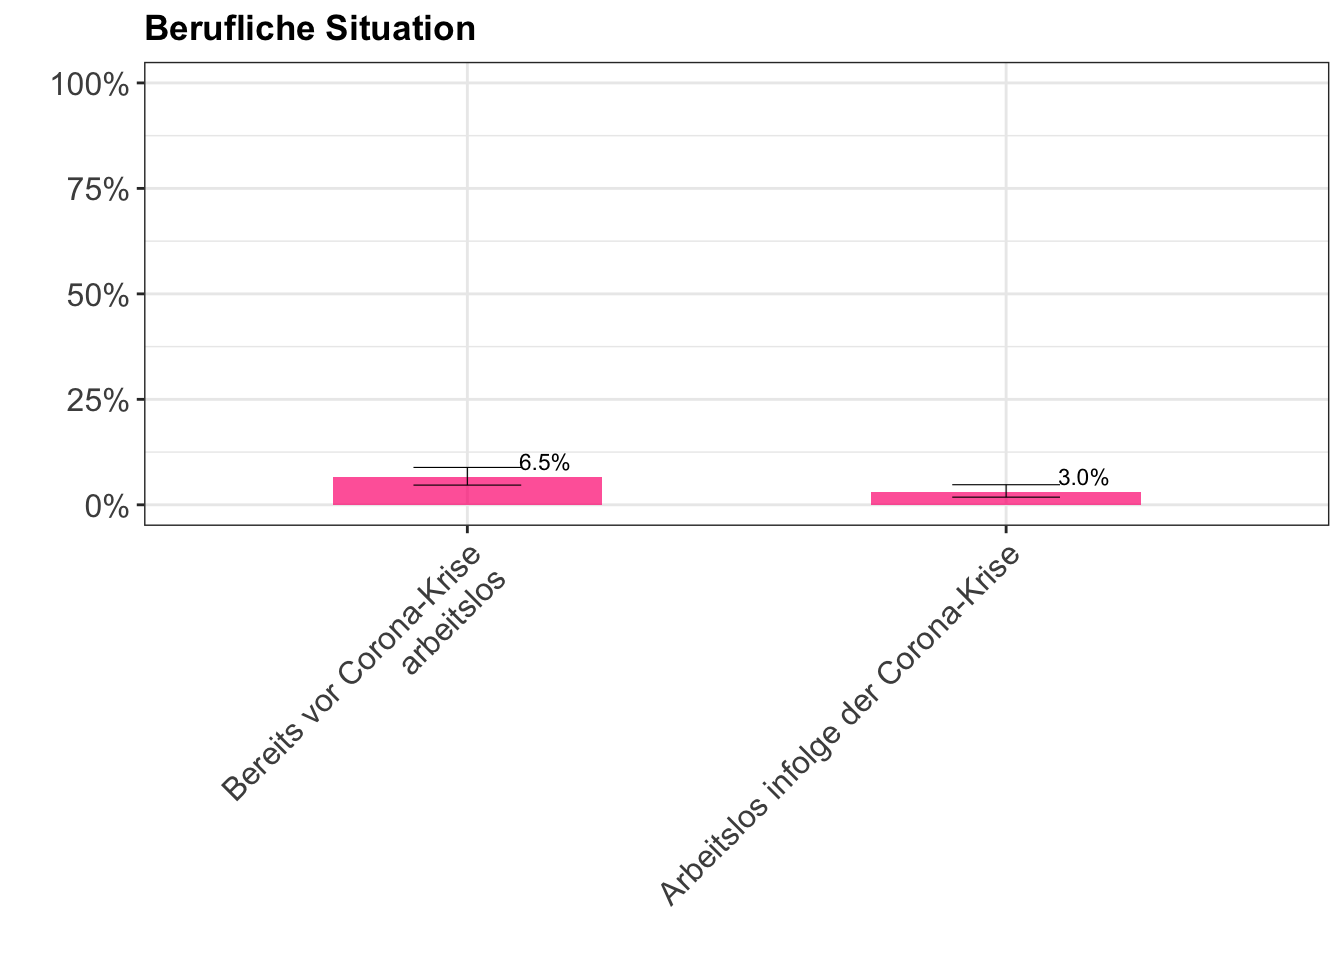 Berufliche Situation
100%
75%
50%
25%
0%
6.5%
3.0%
Bereits vor Corona-Krise
arbeitslos
Arbeitslos infolge der Corona-Krise